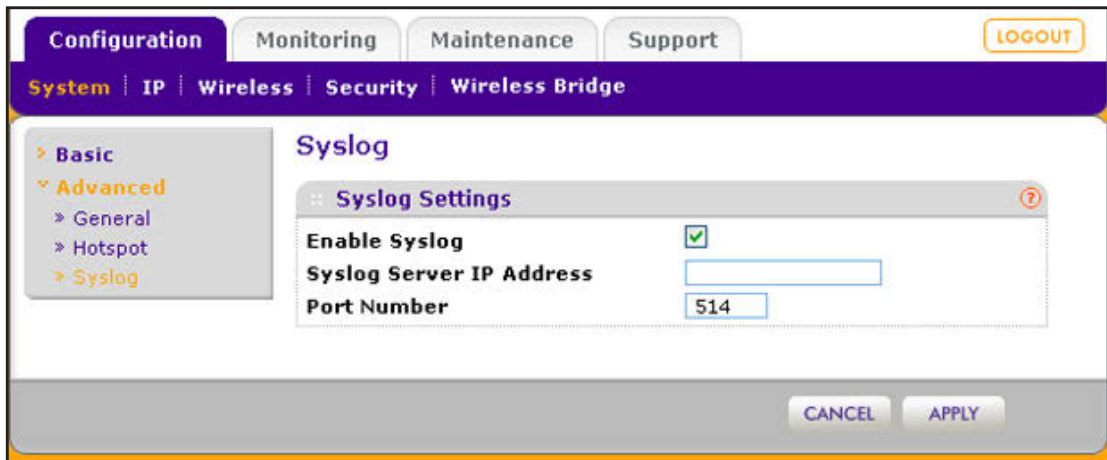 Configuration Monitoring Maintenance Support LOGOUT
System IP Wireless Security Wireless Bridge
Basic
Advanced
General
Hotspot
Syslog
Syslog
Syslog Settings ?
Enable Syslog
Syslog Server IP Address
Port Number 514
CANCEL APPLY